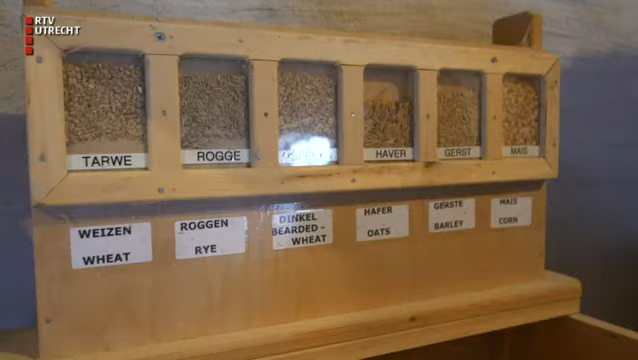 RTV
UTRECHT
TARWE
ROGGE
HAVER
GERST
MAIS
WEIZEN
WHEAT
ROGGEN
RYE
DINKEL
BEARDED-
WHEAT
HAFER
OATS
GERSTE
BARLEY
MAIS
CORN